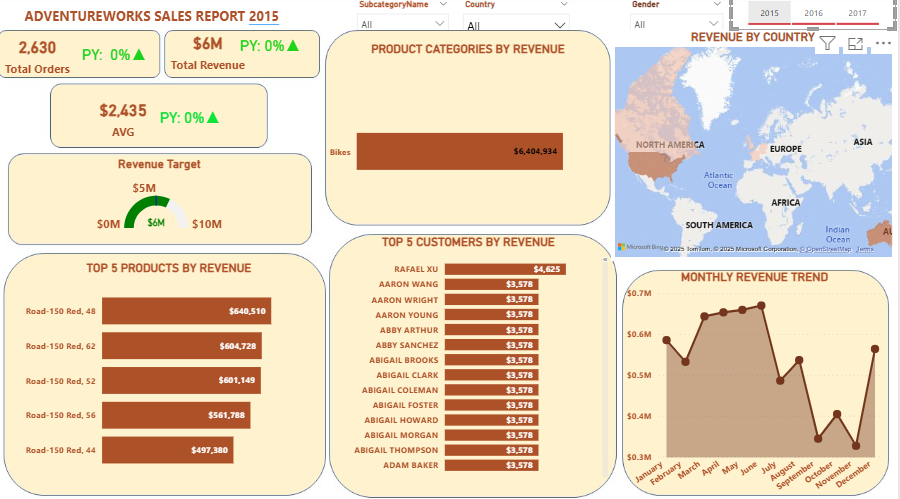 ADVENTUREWORKS SALES REPORT 2015
SubcategoryName
Country
Gender
All
All
All
2015
2016
2017
2,630
Total Orders
PY: 0%▲
$6M
Total Revenue
PY: 0%▲
$2,435
AVG
PY: 0%▲
Revenue Target
$5M
$0M
$6M
$10M
PRODUCT CATEGORIES BY REVENUE
Bikes
$6,404,934
REVENUE BY COUNTRY
NORTH AMERICA
EUROPE
ASIA
Atlantic
Ocean
AFRICA
SOUTH AMERICA
Indian
Ocean
AU
Microsoft Bing
© 2025 TomTom, © 2025 Microsoft Corporation, © OpenStreetMap, Terms
TOP 5 PRODUCTS BY REVENUE
Road-150 Red, 48 $640,510
Road-150 Red, 62 $604,728
Road-150 Red, 52 $601,149
Road-150 Red, 56 $561,788
Road-150 Red, 44 $497,380
TOP 5 CUSTOMERS BY REVENUE
RAFAEL XU $4,625
AARON WANG $3,578
AARON WRIGHT $3,578
AARON YOUNG $3,578
ABBY ARTHUR $3,578
ABBY SANCHEZ $3,578
ABIGAIL BROOKS $3,578
ABIGAIL CLARK $3,578
ABIGAIL COLEMAN $3,578
ABIGAIL FOSTER $3,578
ABIGAIL HOWARD $3,578
ABIGAIL MORGAN $3,578
ABIGAIL THOMPSON $3,578
ADAM BAKER $3,578
MONTHLY REVENUE TREND
$0.7M
$0.6M
$0.5M
$0.4M
$0.3M
January
February
March
April
May
June
July
August
September
October
November
December